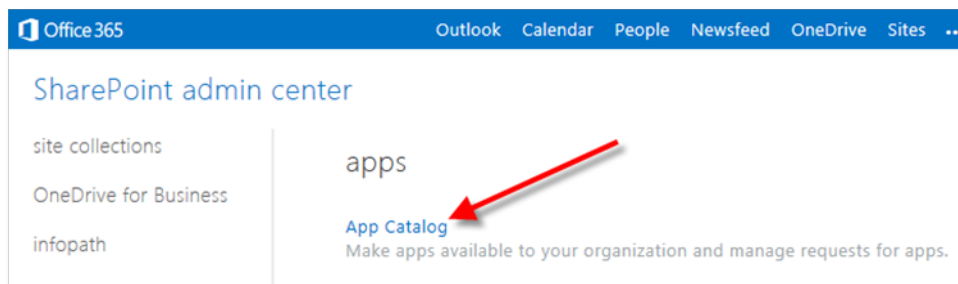 Office 365
Outlook Calendar People Newsfeed OneDrive Sites ...
SharePoint admin center
site collections
OneDrive for Business
infopath
apps
App Catalog
Make apps available to your organization and manage requests for apps.